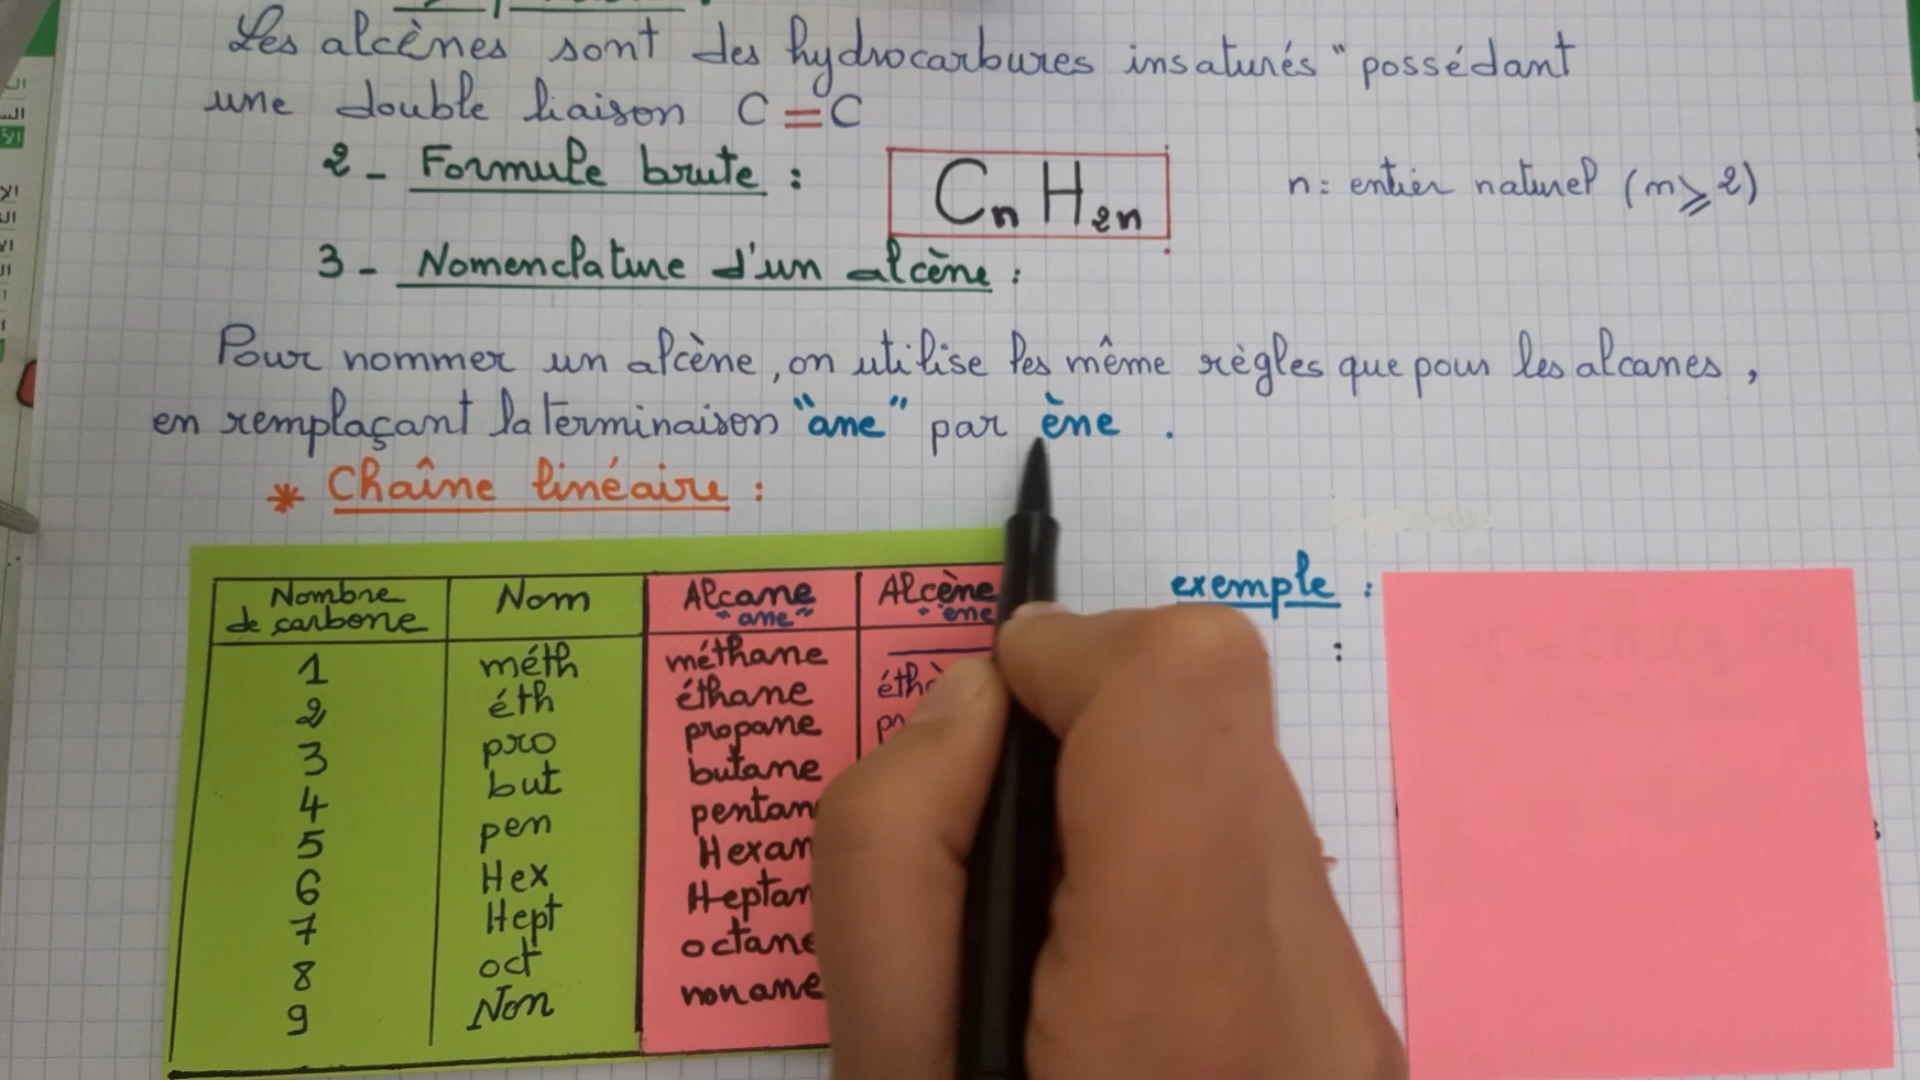 Les alcènes sont des hydrocarbures insaturés" possédant
une double liaison C=C
2- Formule brute :
CnH2n
n: entier naturel (n⩾2)
3- Nomenclature d'un alcène :
Pour nommer un alcène, on utilise les même règles que pour les alcanes,
en remplaçant la terminaison "ane" par ène .
* Chaîne linéaire :
Nombre de carbone Nom Alcane "ane" Alcène "ène
1 méth méthane —
2 éth éthane
3 pro propane
4 but butane
5 pen
6 Hex
7 Hept
8 oct octane
9 Non nonane
exemple :
: